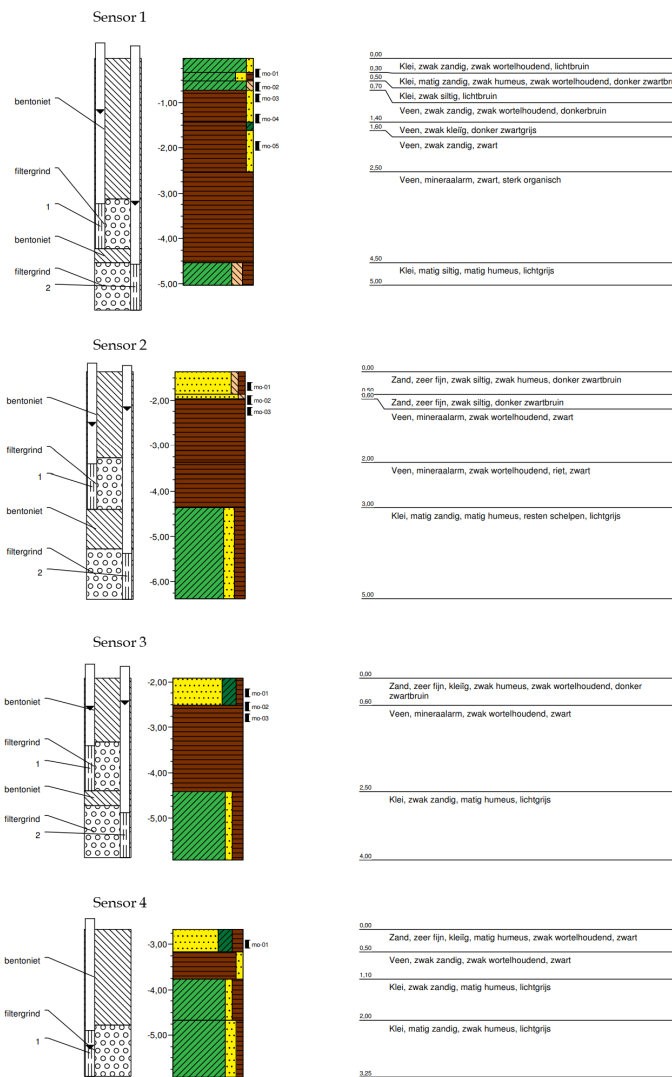 Sensor 1
bentoniet
filtergrind
1
bentoniet
filtergrind
2
-1,00
-2,00
-3,00
-4,00
-5,00
mo-01
mo-02
mo-03
mo-04
mo-05
0,00
Klei, zwak zandig, zwak wortelhoudend, lichtbruin
0,30
Klei, matig zandig, zwak humeus, zwak wortelhoudend, donker zwartbru
0,50
0,70
Klei, zwak siltig, lichtbruin
Veen, zwak zandig, zwak wortelhoudend, donkerbruin
1,40
Veen, zwak kleiïg, donker zwartgrijs
1,60
Veen, zwak zandig, zwart
2,50
Veen, mineraalarm, zwart, sterk organisch
4,50
Klei, matig siltig, matig humeus, lichtgrijs
5,00
Sensor 2
bentoniet
filtergrind
1
bentoniet
filtergrind
2
-2,00
-3,00
-4,00
-5,00
-6,00
mo-01
mo-02
mo-03
0,00
Zand, zeer fijn, zwak siltig, zwak humeus, donker zwartbruin
0,50
0,60
Zand, zeer fijn, zwak siltig, donker zwartbruin
Veen, mineraalarm, zwak wortelhoudend, zwart
2,00
Veen, mineraalarm, zwak wortelhoudend, riet, zwart
3,00
Klei, matig zandig, matig humeus, resten schelpen, lichtgrijs
5,00
Sensor 3
bentoniet
filtergrind
1
bentoniet
filtergrind
2
-2,00
-3,00
-4,00
-5,00
mo-01
mo-02
mo-03
0,00
Zand, zeer fijn, kleiïg, zwak humeus, zwak wortelhoudend, donker
zwartbruin
0,60
Veen, mineraalarm, zwak wortelhoudend, zwart
2,50
Klei, zwak zandig, matig humeus, lichtgrijs
4,00
Sensor 4
bentoniet
filtergrind
1
-3,00
-4,00
-5,00
mo-01
0,00
Zand, zeer fijn, kleiïg, matig humeus, zwak wortelhoudend, zwart
0,50
Veen, zwak zandig, zwak wortelhoudend, zwart
1,10
Klei, zwak zandig, matig humeus, lichtgrijs
2,00
Klei, matig zandig, zwak humeus, lichtgrijs
3,25